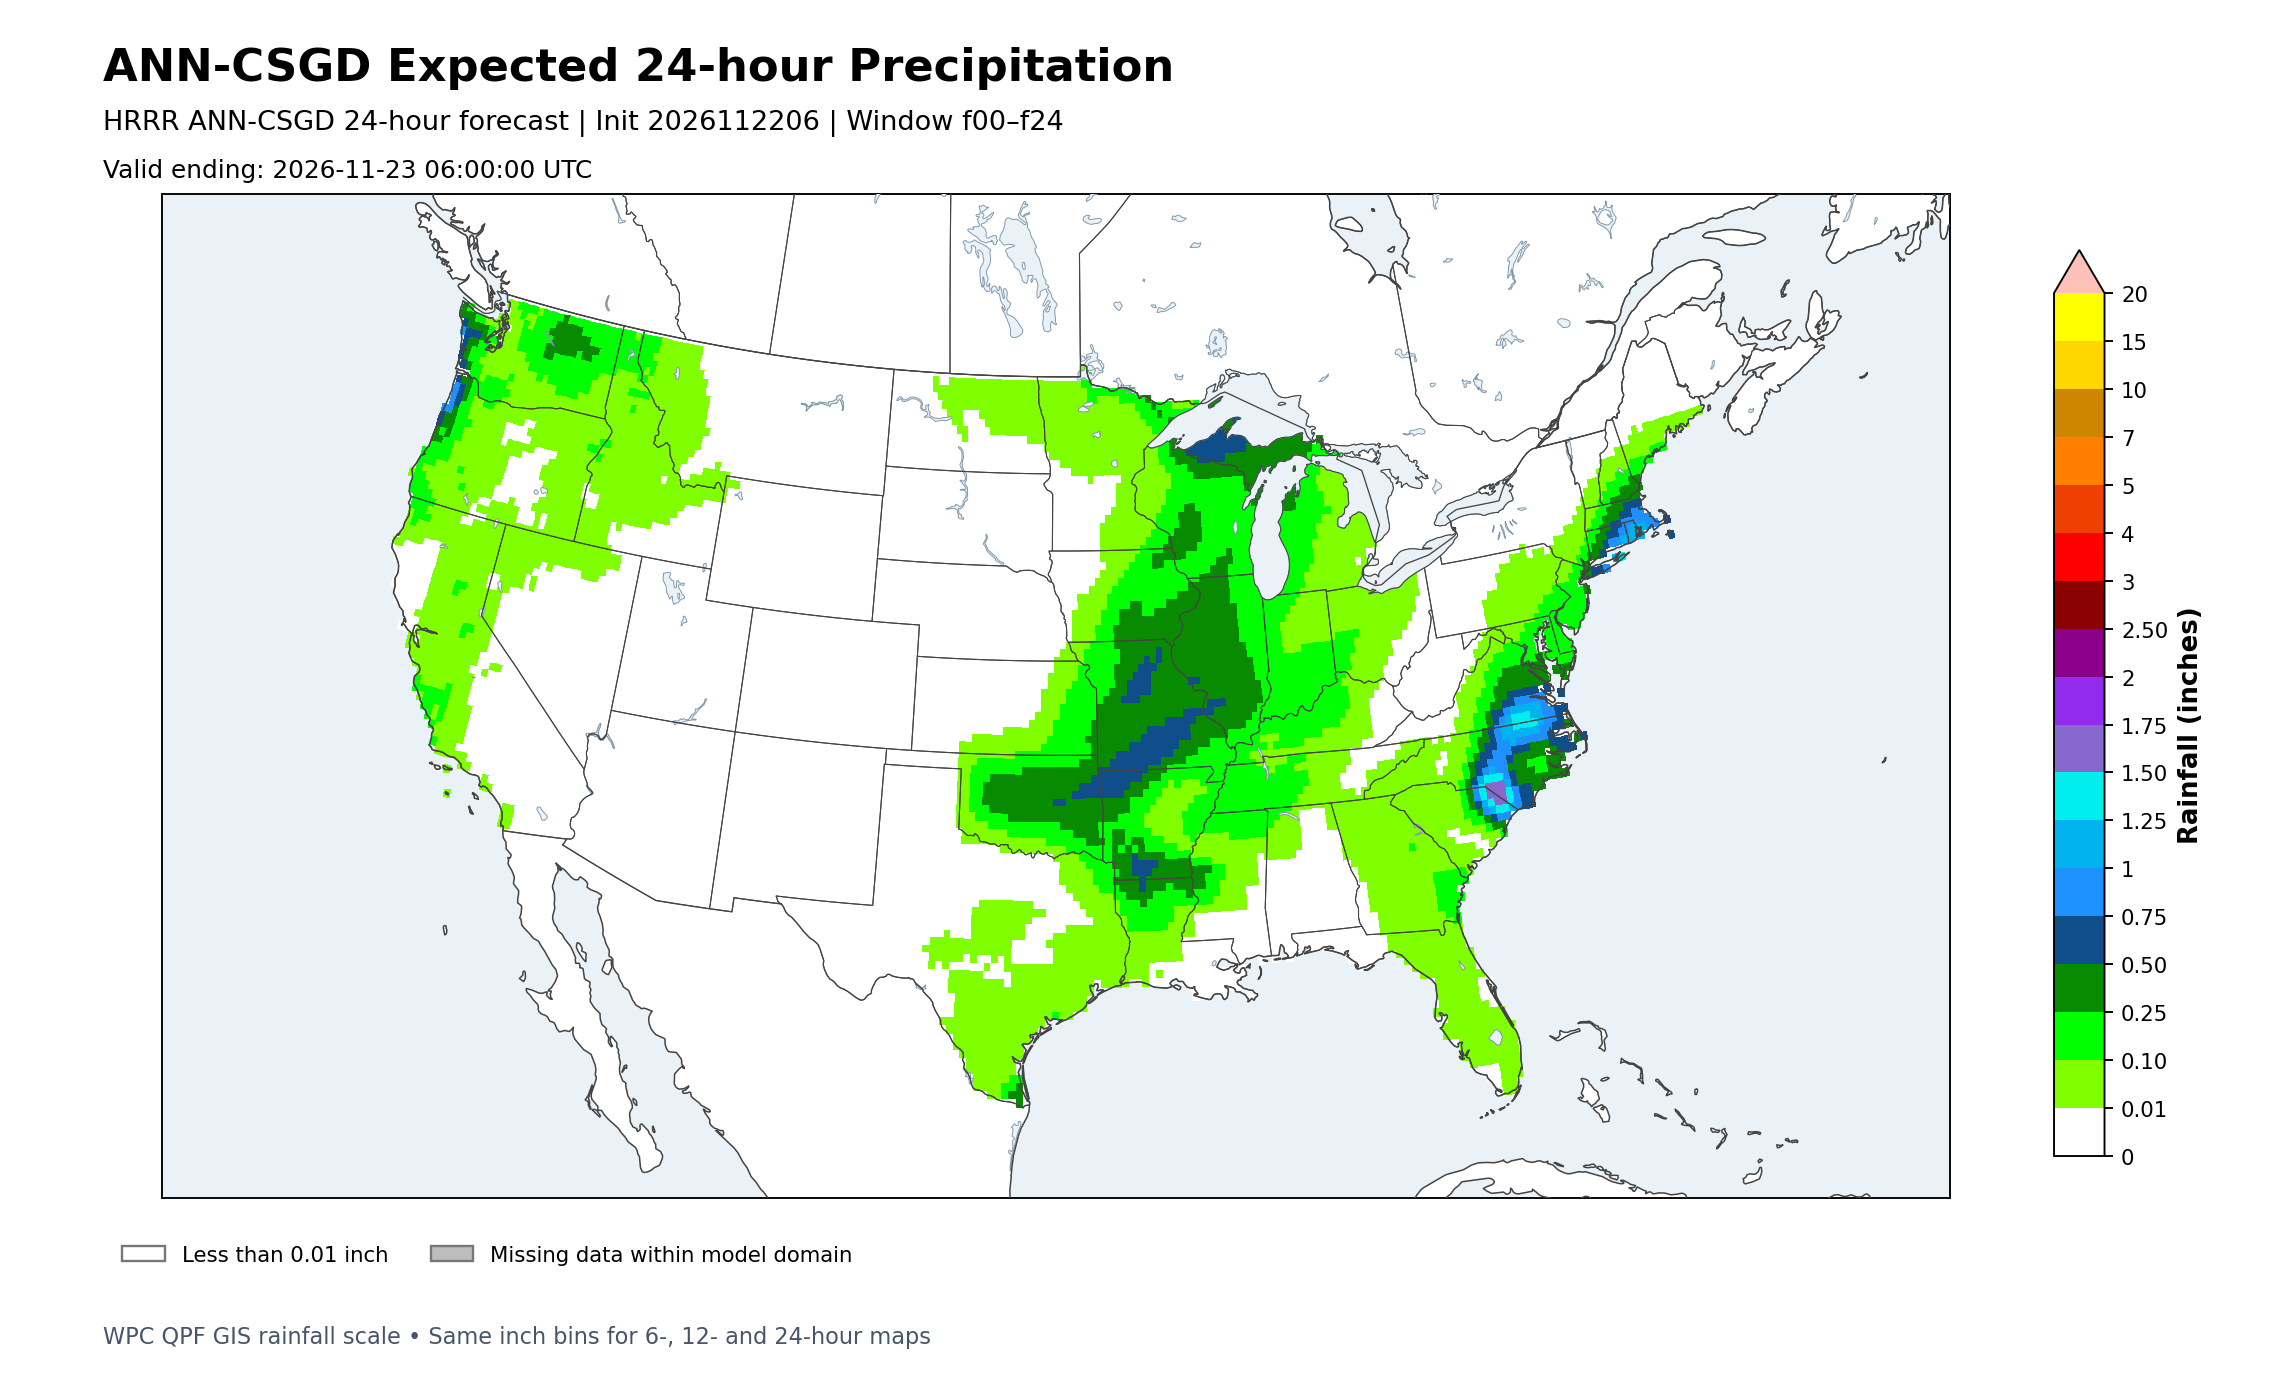 ANN-CSGD Expected 24-hour Precipitation
HRRR ANN-CSGD 24-hour forecast | Init 2026112206 | Window f00–f24
Valid ending: 2026-11-23 06:00:00 UTC
20
15
10
7
5
4
3
2.50
2
1.75
1.50
1.25
1
0.75
0.50
0.25
0.10
0.01
0
Rainfall (inches)
Less than 0.01 inch
Missing data within model domain
WPC QPF GIS rainfall scale • Same inch bins for 6-, 12- and 24-hour maps